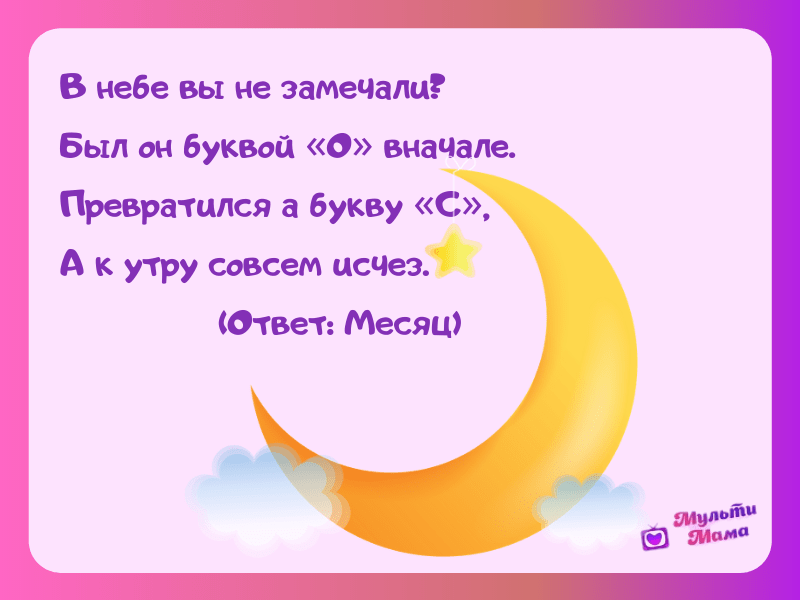 В небе вы не замечали?
Был он буквой «О» вначале.
Превратился а букву «С»,
А к утру совсем исчез.
(Ответ: Месяц)
Мульти
Мама